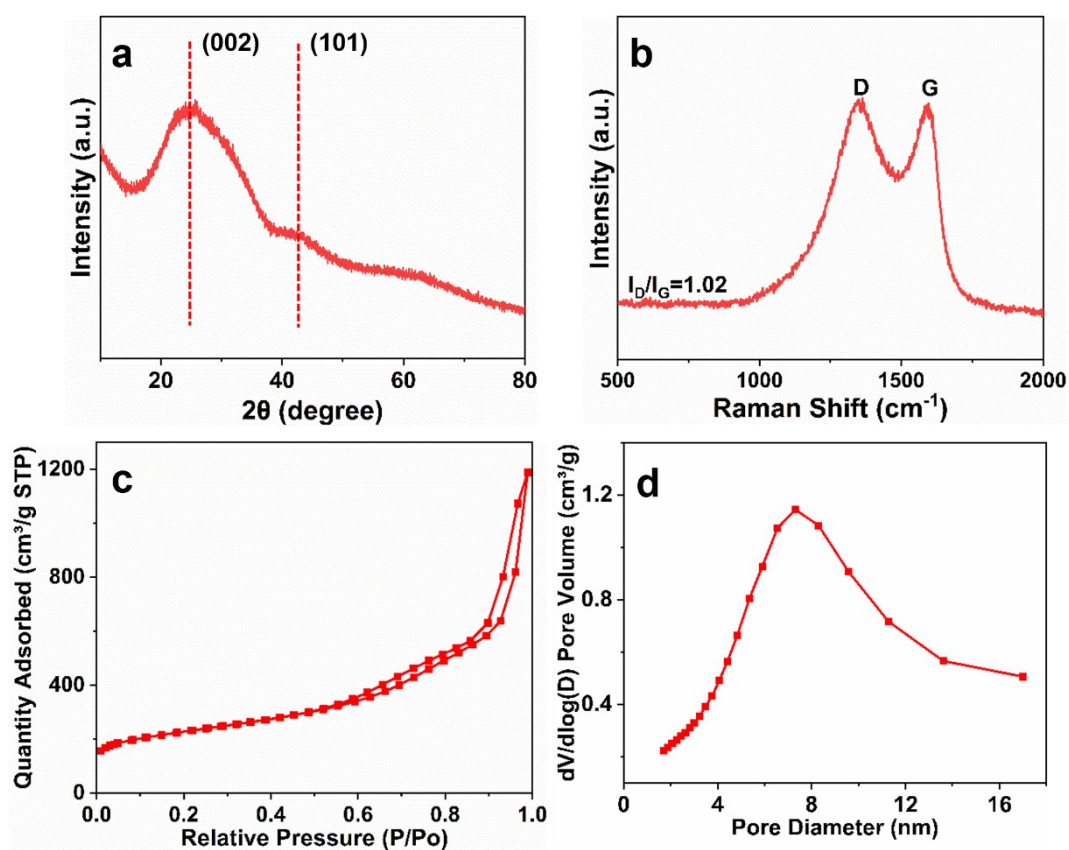 a
(002)
(101)
Intensity (a.u.)
20 40 60 80
2θ (degree)
b
D G
I_D/I_G=1.02
Intensity (a.u.)
500 1000 1500 2000
Raman Shift (cm⁻¹)
c
1200
800
400
0
Quantity Adsorbed (cm³/g STP)
0.0 0.2 0.4 0.6 0.8 1.0
Relative Pressure (P/Po)
d
1.2
0.8
0.4
dV/dlog(D) Pore Volume (cm³/g)
0 4 8 12 16
Pore Diameter (nm)